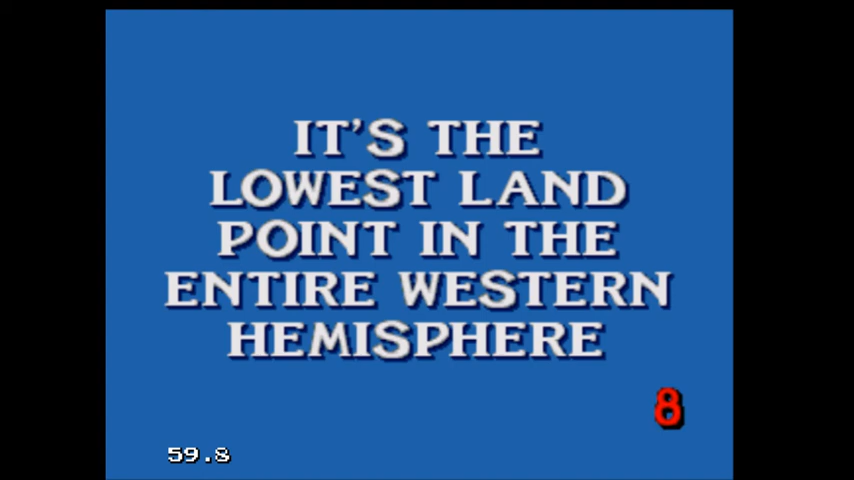 IT'S THE
LOWEST LAND
POINT IN THE
ENTIRE WESTERN
HEMISPHERE
8
59.8